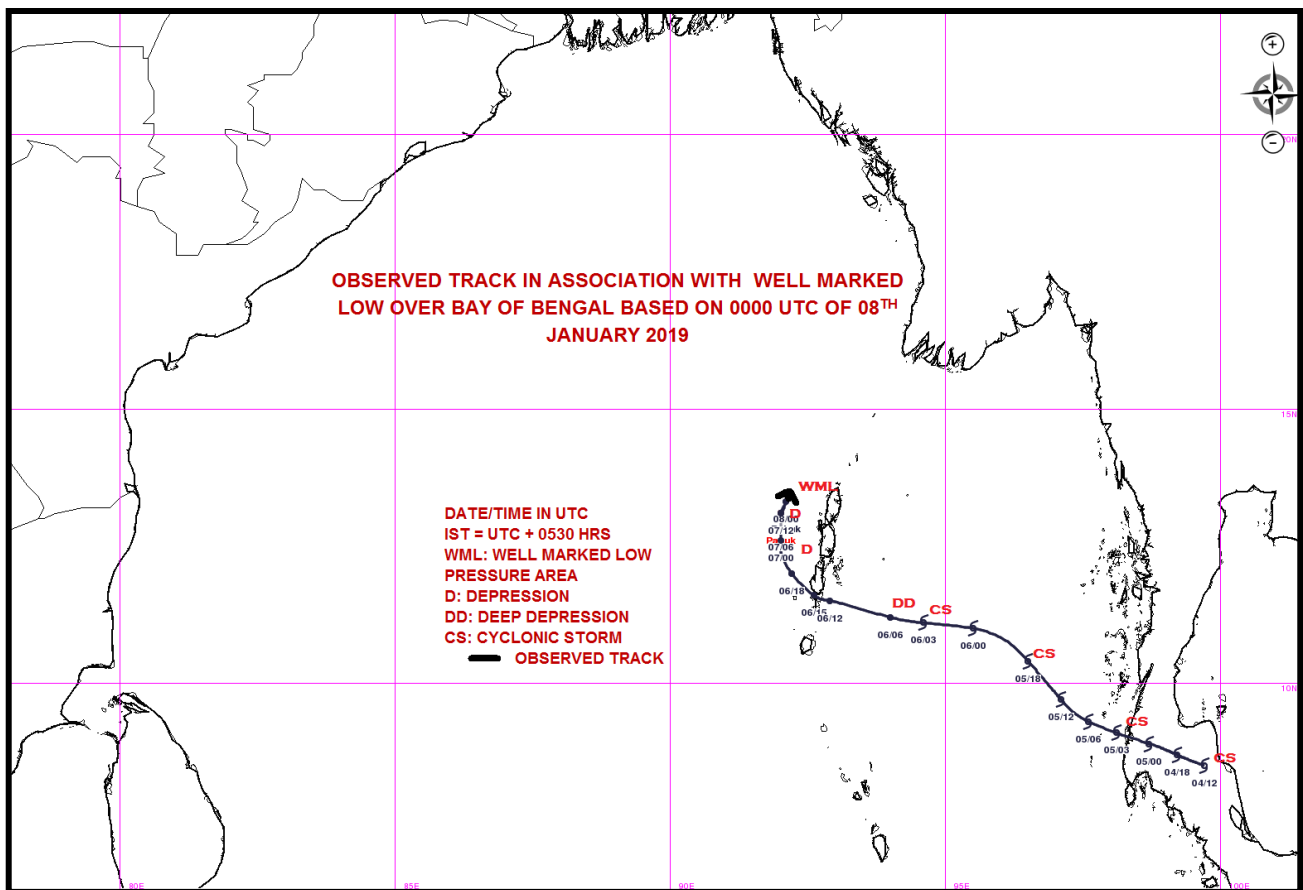 +
−
20N
OBSERVED TRACK IN ASSOCIATION WITH WELL MARKED
LOW OVER BAY OF BENGAL BASED ON 0000 UTC OF 08TH
JANUARY 2019
15N
WML
DATE/TIME IN UTC
IST = UTC + 0530 HRS
WML: WELL MARKED LOW
PRESSURE AREA
D: DEPRESSION
DD: DEEP DEPRESSION
CS: CYCLONIC STORM
OBSERVED TRACK
D
08/00
07/12
07/06
D
07/00
06/18
06/15
06/12
DD
CS
06/06
06/03
06/00
CS
05/18
10N
05/12
CS
05/06
05/03
05/00
CS
04/18
04/12
80E
85E
90E
95E
100E